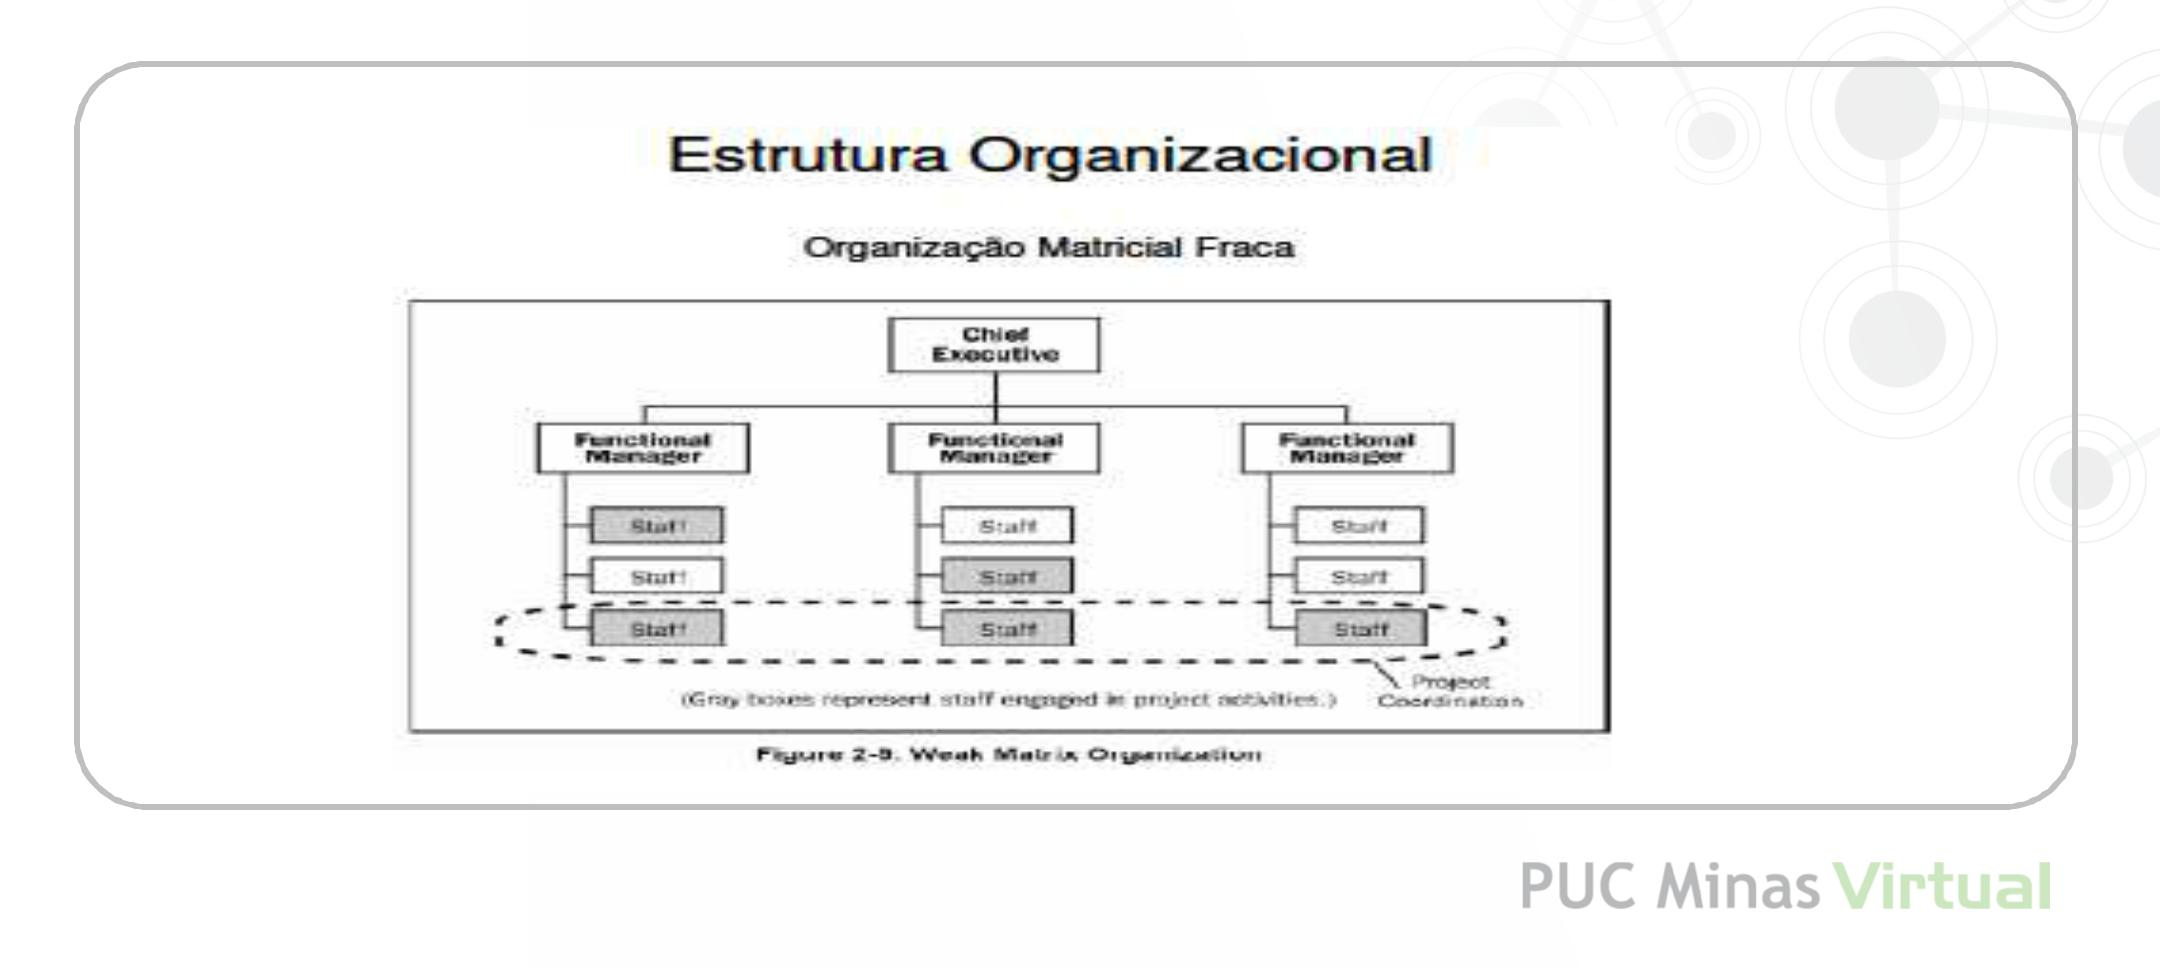 Estrutura Organizacional
Organização Matricial Fraca
Chief
Executive
Functional
Manager
Functional
Manager
Functional
Manager
Staff
Staff
Staff
Staff
Staff
Staff
Staff
Staff
Staff
Project
Coordination
(Gray boxes represent staff engaged in project activities.)
Figure Weak Matrix Organization
PUC Minas Virtual